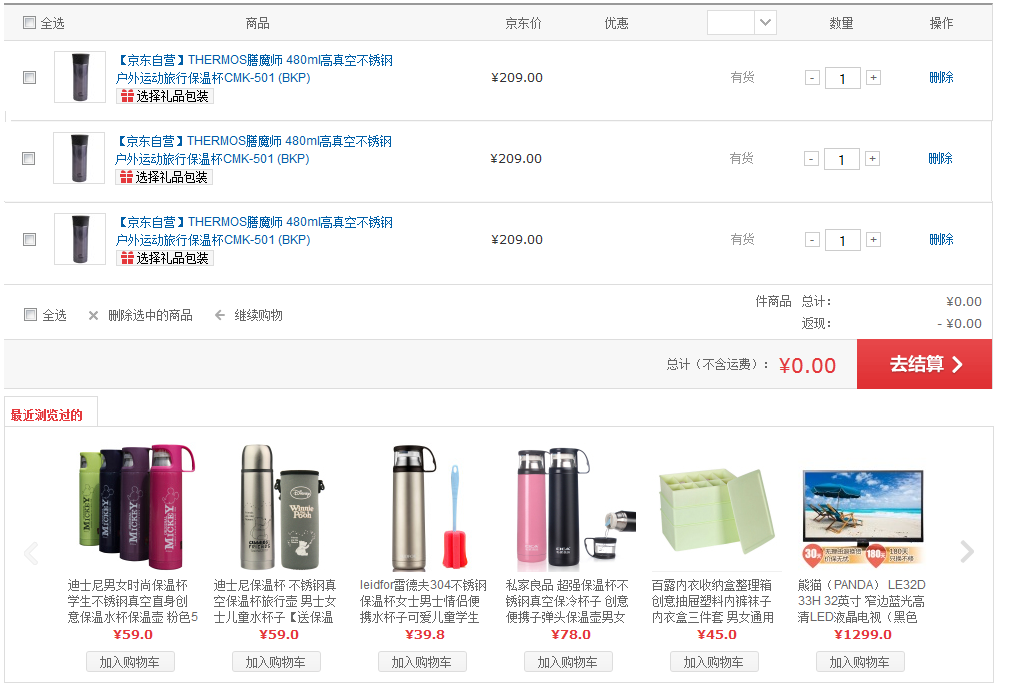 全选 商品 京东价 优惠 数量 操作
【京东自营】THERMOS膳魔师 480ml高真空不锈钢
户外运动旅行保温杯CMK-501 (BKP)
¥209.00 有货 - 1 + 删除
选择礼品包装
【京东自营】THERMOS膳魔师 480ml高真空不锈钢
户外运动旅行保温杯CMK-501 (BKP)
¥209.00 有货 - 1 + 删除
选择礼品包装
【京东自营】THERMOS膳魔师 480ml高真空不锈钢
户外运动旅行保温杯CMK-501 (BKP)
¥209.00 有货 - 1 + 删除
选择礼品包装
件商品 总计： ¥0.00
全选 删除选中的商品 继续购物
返现： - ¥0.00
总计（不含运费）： ¥0.00 去结算
最近浏览过的
迪士尼男女时尚保温杯
学生不锈钢真空直身创
意保温水杯保温壶 粉色5
¥59.0
加入购物车
迪士尼保温杯 不锈钢真
空保温杯旅行壶 男士女
士儿童水杯子【送保温
¥59.0
加入购物车
leidfor雷德夫304不锈钢
保温杯女士男士情侣便
携水杯子可爱儿童学生
¥39.8
加入购物车
私家良品 超强保温杯不
锈钢真空保冷杯子 创意
便携子弹头保温壶男女
¥78.0
加入购物车
百露内衣收纳盒整理箱
创意抽屉塑料内裤袜子
内衣盒三件套 男女通用
¥45.0
加入购物车
30天 180天
熊猫（PANDA） LE32D
33H 32英寸 窄边蓝光高
清LED液晶电视（黑色
¥1299.0
加入购物车